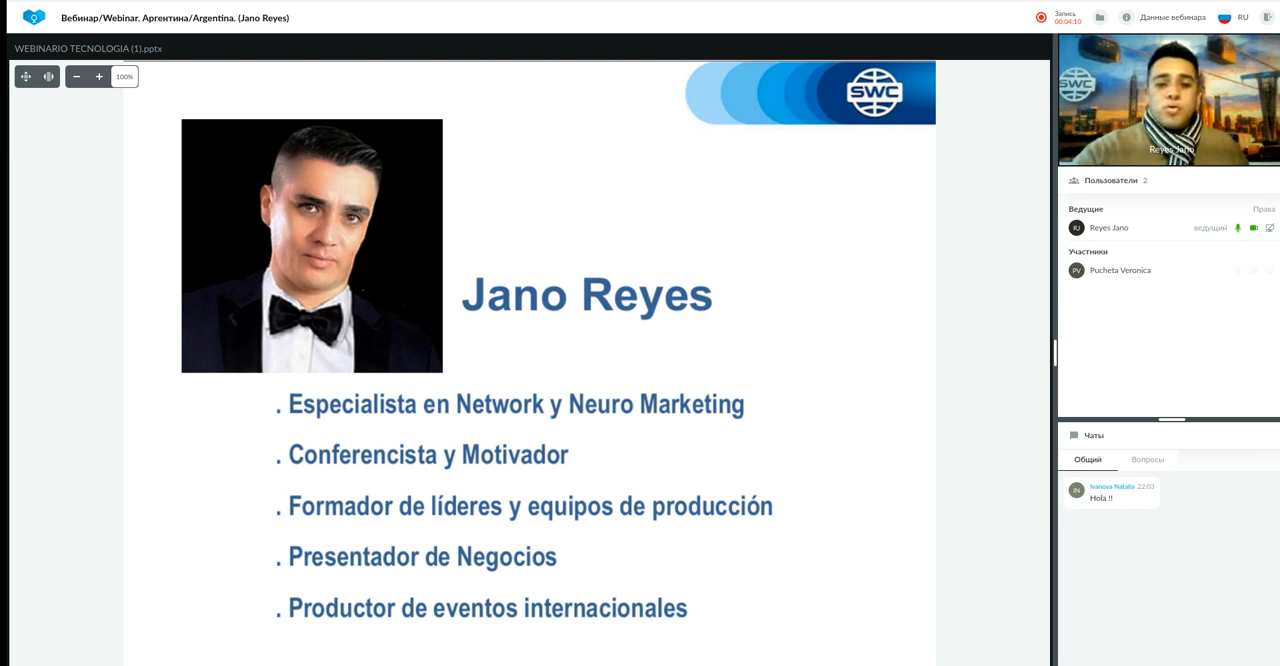 Вебинар/Webinar. Аргентина/Argentina. (Jano Reyes)
Запись
00:04:10
Данные вебинара
RU
WEBINARIO TECNOLOGIA (1).pptx
100%
SWC
Jano Reyes
. Especialista en Network y Neuro Marketing
. Conferencista y Motivador
. Formador de líderes y equipos de producción
. Presentador de Negocios
. Productor de eventos internacionales
SWC
Reyes Jano
Пользователи 2
Ведущие Права
RJ Reyes Jano ведущий
Участники
PV Pucheta Veronica
Чаты
Общий Вопросы
IN Ivanova Natalia 22:03
Hola !!